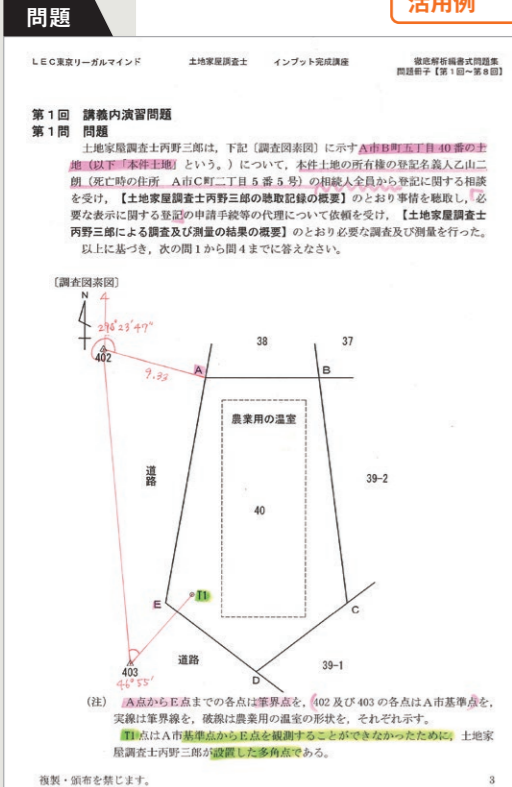 問題
活用例
LEC東京リーガルマインド　土地家屋調査士　インプット完成講座　徹底解析編書式問題集
問題冊子【第1回～第8回】
第1回　講義内演習問題
第1問　問題
土地家屋調査士丙野三郎は，下記〔調査図素図〕に示すA市B町五丁目40番の土
地（以下「本件土地」という。）について，本件土地の所有権の登記名義人乙山二
朗（死亡時の住所　A市C町二丁目5番5号）の相続人全員から登記に関する相談
を受け，【土地家屋調査士丙野三郎の聴取記録の概要】のとおり事情を聴取し，必
要な表示に関する登記の申請手続等の代理について依頼を受け，【土地家屋調査士
丙野三郎による調査及び測量の結果の概要】のとおり必要な調査及び測量を行った。
以上に基づき，次の問1から問4までに答えなさい。
〔調査図素図〕
N
4
23'47"
402
9.33
38
37
A
B
農業用の温室
道路
39-2
40
T1
E
C
403
46°55'
道路
D
39-1
（注）　A点からE点までの各点は筆界点を，402及び403の各点はA市基準点を，
実線は筆界線を，破線は農業用の温室の形状を，それぞれ示す。
T1点はA市基準点からE点を観測することができなかったために，土地家
屋調査士丙野三郎が設置した多角点である。
複製・頒布を禁じます。
3